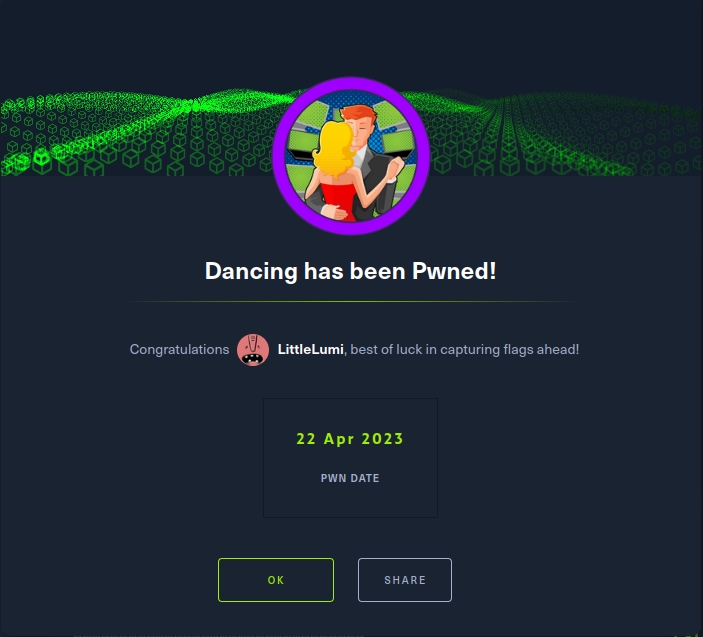 Dancing has been Pwned!
Congratulations LittleLumi, best of luck in capturing flags ahead!
22 Apr 2023
PWN DATE
OK SHARE